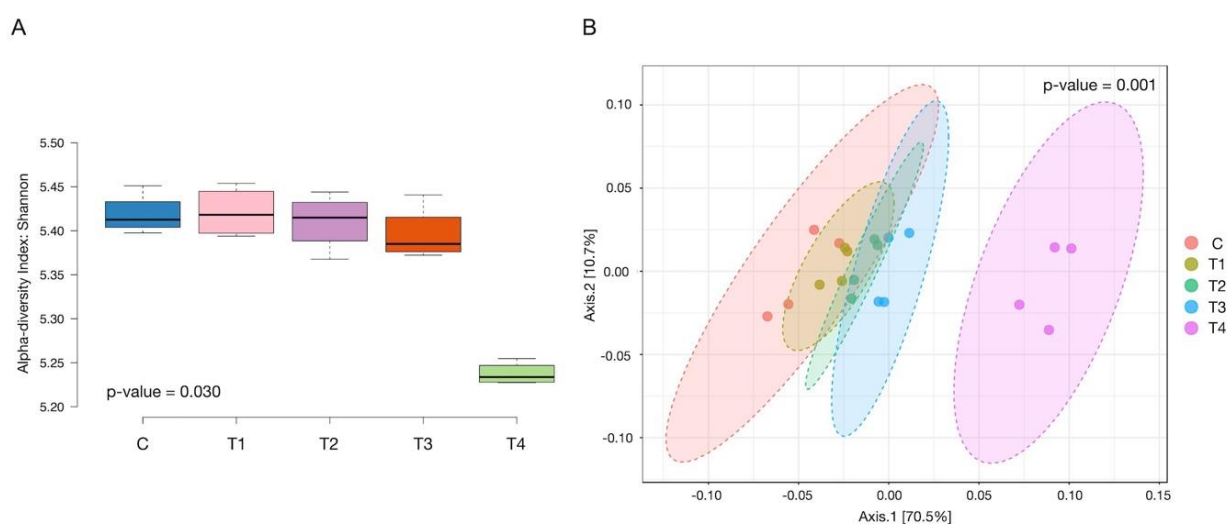 A
Alpha-diversity Index: Shannon
5.50
5.45
5.40
5.35
5.30
5.25
5.20
p-value = 0.030
C
T1
T2
T3
T4
B
p-value = 0.001
Axis.2 [10.7%]
0.10
0.05
0.00
-0.05
-0.10
-0.10
-0.05
0.00
0.05
0.10
0.15
Axis.1 [70.5%]
C
T1
T2
T3
T4